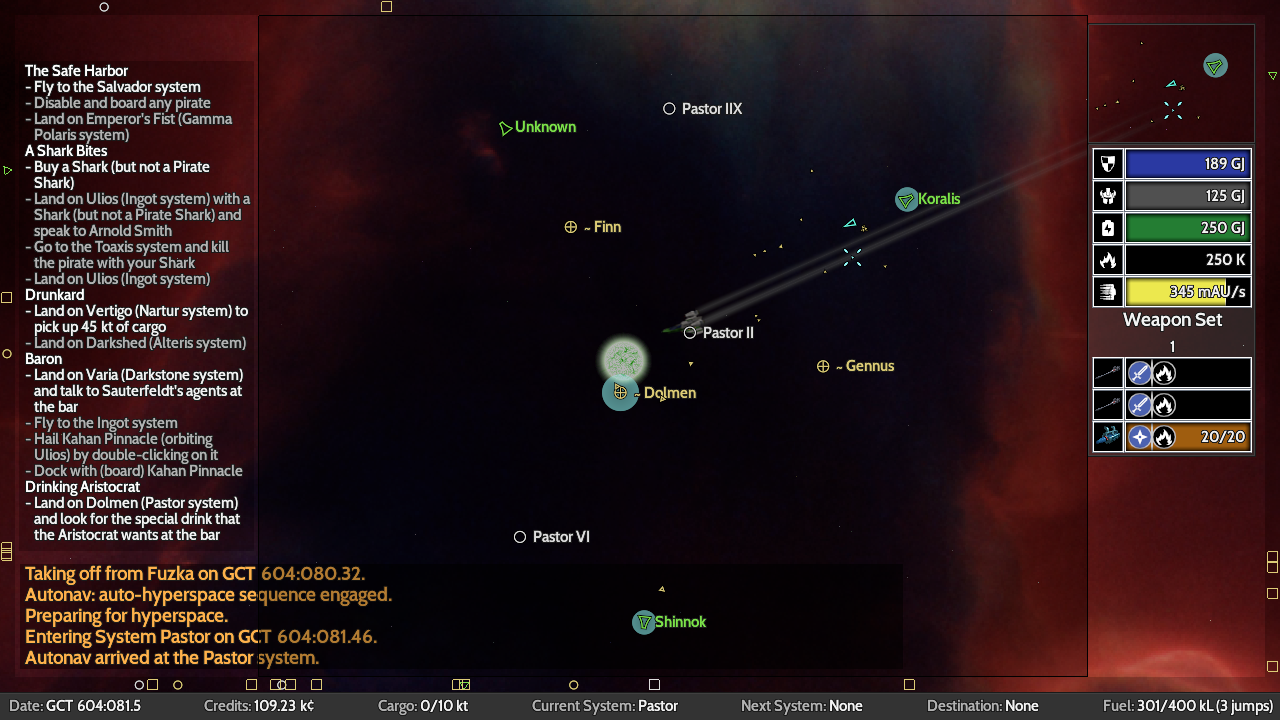 The Safe Harbor
- Fly to the Salvador system
- Disable and board any pirate
- Land on Emperor's Fist (Gamma
Polaris system)
A Shark Bites
- Buy a Shark (but not a Pirate
Shark)
- Land on Ulios (Ingot system) with a
Shark (but not a Pirate Shark) and
speak to Arnold Smith
- Go to the Toaxis system and kill
the pirate with your Shark
- Land on Ulios (Ingot system)
Drunkard
- Land on Vertigo (Nartur system) to
pick up 45 kt of cargo
- Land on Darkshed (Alteris system)
Baron
- Land on Varia (Darkstone system)
and talk to Sauterfeldt's agents at
the bar
- Fly to the Ingot system
- Hail Kahan Pinnacle (orbiting
Ulios) by double-clicking on it
- Dock with (board) Kahan Pinnacle
Drinking Aristocrat
- Land on Dolmen (Pastor system)
and look for the special drink that
the Aristocrat wants at the bar
Taking off from Fuzka on GCT 604:080.32.
Autonav: auto-hyperspace sequence engaged.
Preparing for hyperspace.
Entering System Pastor on GCT 604:081.46.
Autonav arrived at the Pastor system.
Pastor IIX
Unknown
Koralis
~ Finn
Pastor II
~ Gennus
~ Dolmen
Pastor VI
Shinnok
189 GJ
125 GJ
250 GJ
250 K
345 mAU/s
Weapon Set
1
20/20
Date: GCT 604:081.5
Credits: 109.23 k¢
Cargo: 0/10 kt
Current System: Pastor
Next System: None
Destination: None
Fuel: 301/400 kL (3 jumps)